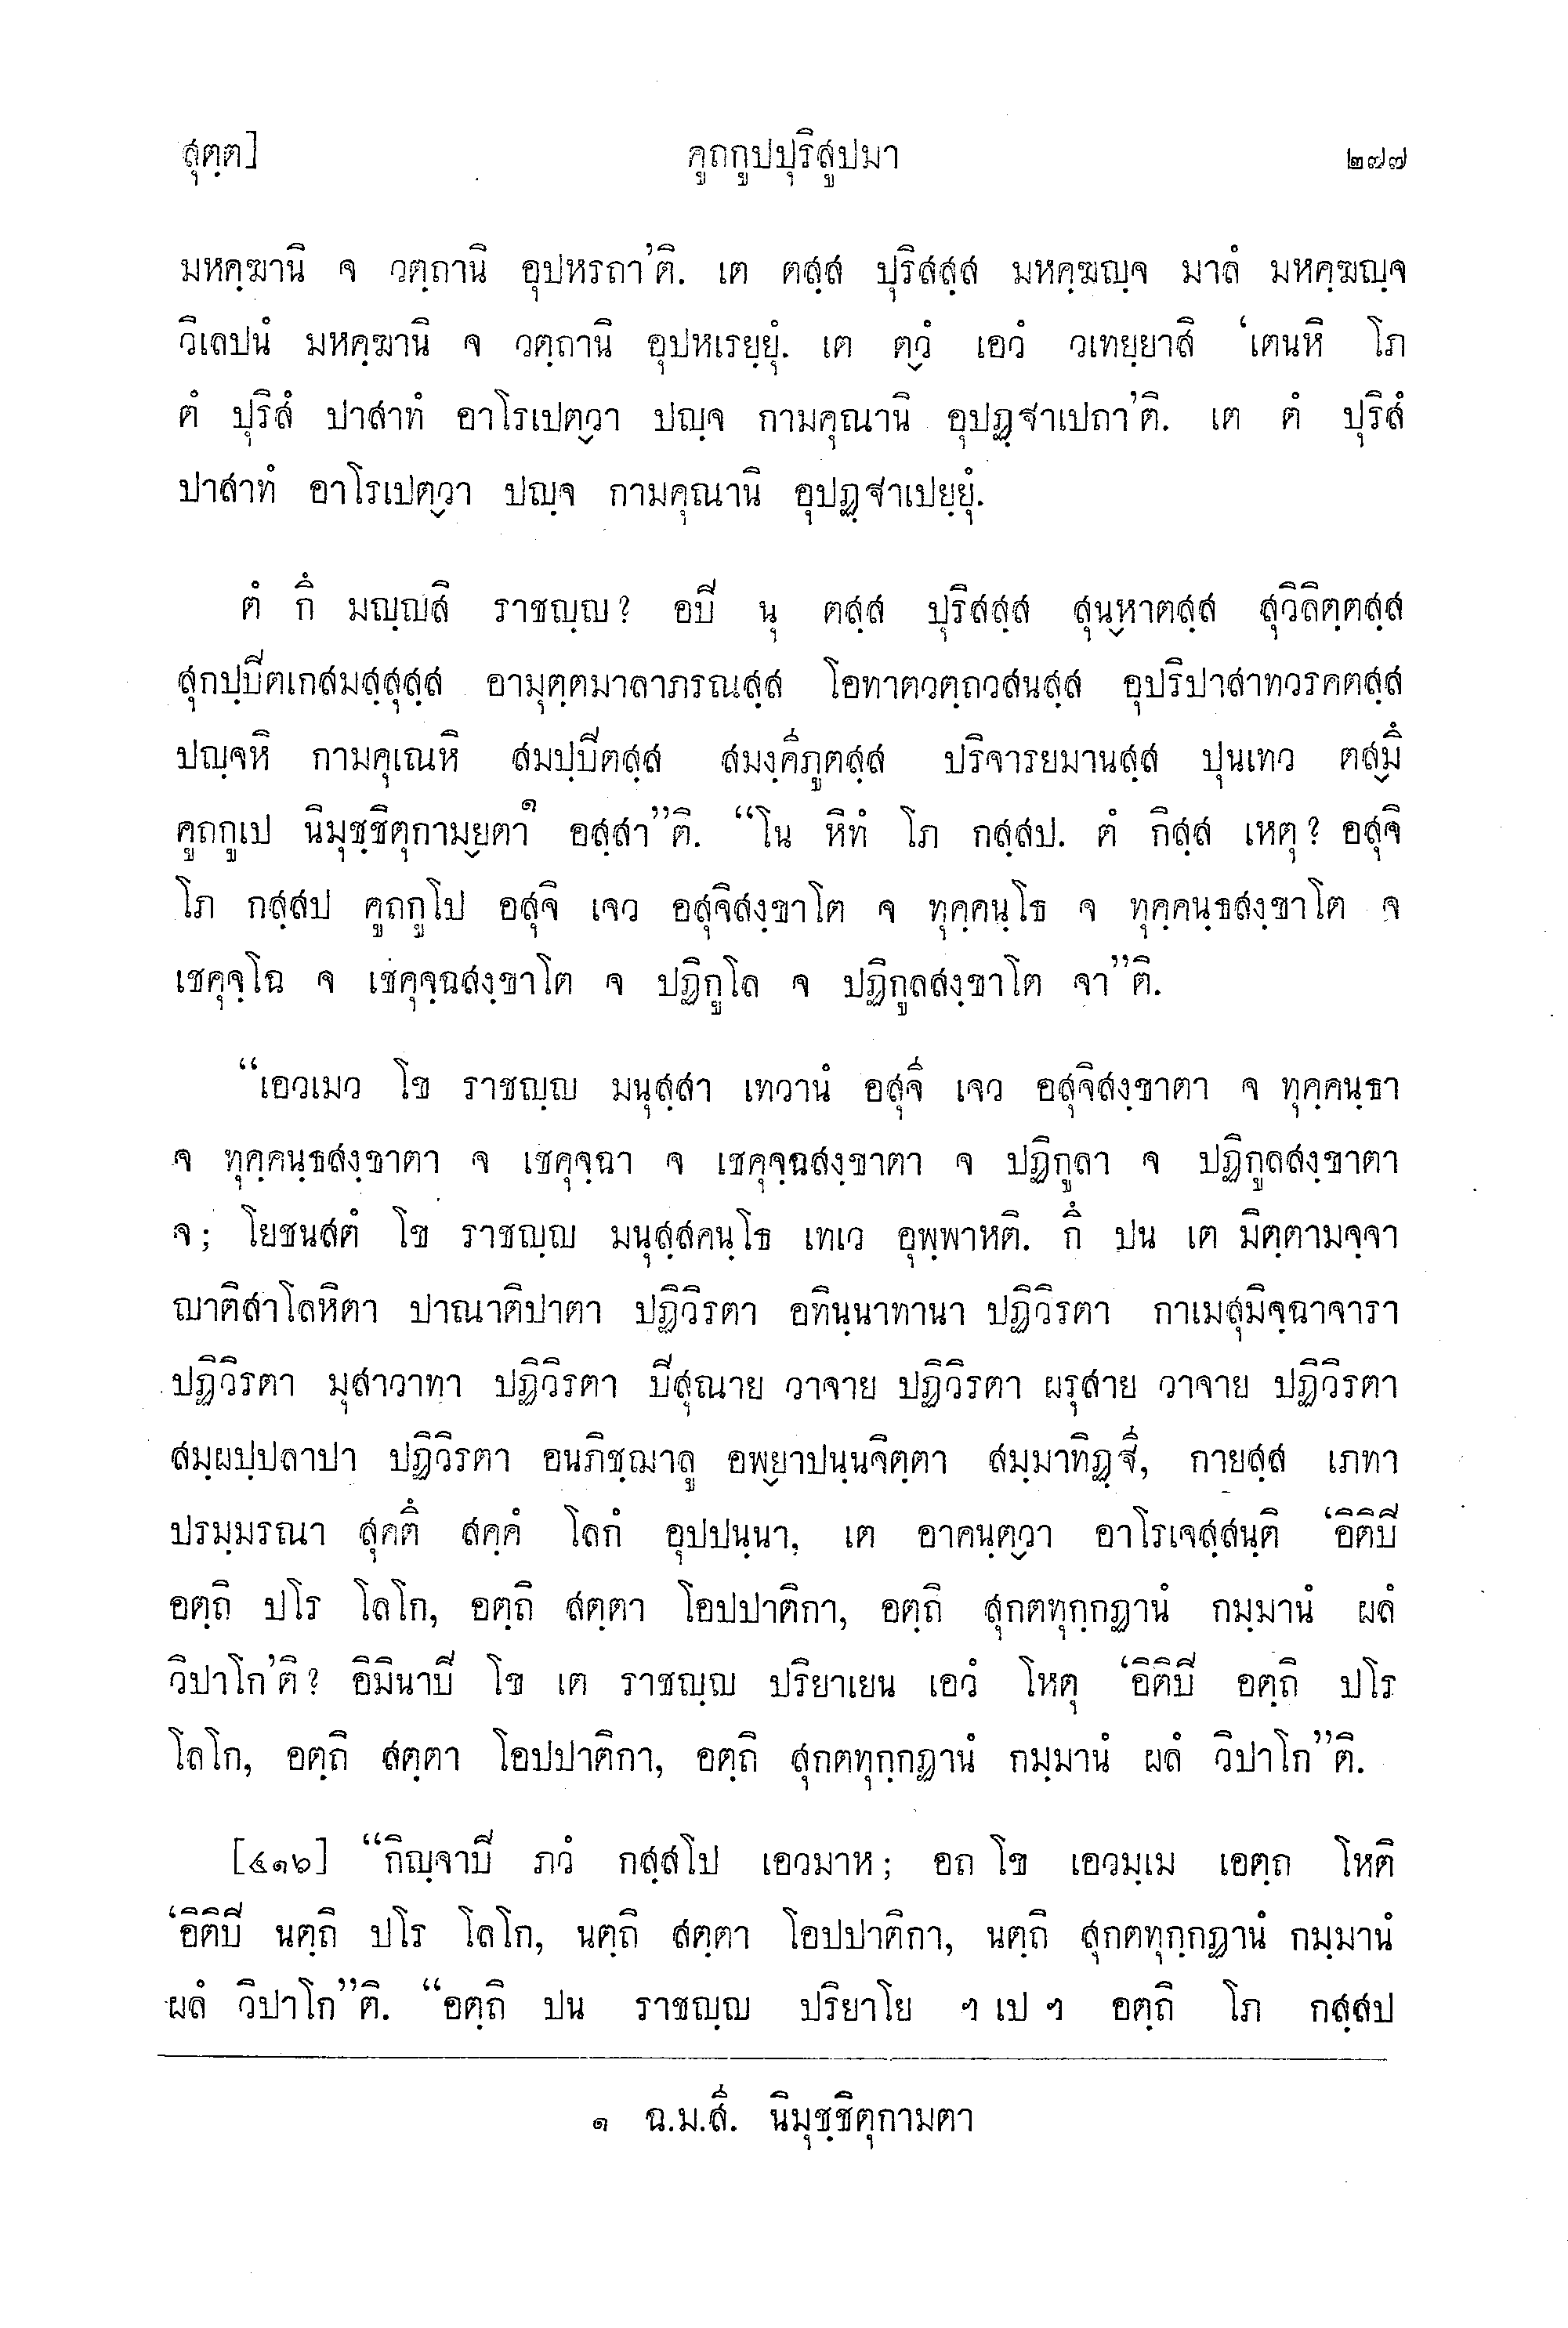 สุตฺต]
คูถกูปปุริสูปมา
๒๗๗
มหคฺฆานิ จ วตฺถานิ อุปหรถา’ติ. เต ตสฺส ปุริสสฺส มหคฺฆญฺจ มาลํ มหคฺฆญฺจ
วิเลปนํ มหคฺฆานิ จ วตฺถานิ อุปหเรยฺยุํ. เต ตฺวํ เอวํ วเทยฺยาสิ ‘เตนหิ โภ
ตํ ปุริสํ ปาสาทํ อาโรเปตฺวา ปญฺจ กามคุณานิ อุปฏฺฐาเปถา’ติ. เต ตํ ปุริสํ
ปาสาทํ อาโรเปตฺวา ปญฺจ กามคุณานิ อุปฏฺฐาเปยฺยุํ.
ตํ กึ มญฺญสิ ราชญฺญ? อปิ นุ ตสฺส ปุริสสฺส สุนฺหาตสฺส สุวิลิตฺตสฺส
สุกปฺปิตเกสมสฺสุสฺส อามุตฺตมาลาภรณสฺส โอทาตวตฺถวสนสฺส อุปริปาสาทวรคตสฺส
ปญฺจหิ กามคุเณหิ สมปฺปิตสฺส สมงฺคิภูตสฺส ปริจารยมานสฺส ปุนเทว ตสฺมึ
คูถกูเป นิมุชฺชิตุกามฺยตา๑ อสฺสา”ติ. “โน หิทํ โภ กสฺสป. ตํ กิสฺส เหตุ? อสุจิ
โภ กสฺสป คูถกูโป อสุจิ เจว อสุจิสงฺขาโต จ ทุคฺคนฺโธ จ ทุคฺคนฺธสงฺขาโต จ
เชคุจฺโฉ จ เชคุจฺฉสงฺขาโต จ ปฏิกูโล จ ปฏิกูลสงฺขาโต จา”ติ.
“เอวเมว โข ราชญฺญ มนุสฺสา เทวานํ อสุจี เจว อสุจิสงฺขาตา จ ทุคฺคนฺธา
จ ทุคฺคนฺธสงฺขาตา จ เชคุจฺฉา จ เชคุจฺฉสงฺขาตา จ ปฏิกูลา จ ปฏิกูลสงฺขาตา
จ; โยชนสตํ โข ราชญฺญ มนุสฺสคนฺโธ เทเว อุพฺพาหติ. กึ ปน เต มิตฺตามจฺจา
ญาติสาโลหิตา ปาณาติปาตา ปฏิวิรตา อทินฺนาทานา ปฏิวิรตา กาเมสุมิจฺฉาจารา
ปฏิวิรตา มุสาวาทา ปฏิวิรตา ปิสุณาย วาจาย ปฏิวิรตา ผรุสาย วาจาย ปฏิวิรตา
สมฺผปฺปลาปา ปฏิวิรตา อนภิชฺฌาลู อพฺยาปนฺนจิตฺตา สมฺมาทิฏฺฐี, กายสฺส เภทา
ปรมฺมรณา สุคตึ สคฺคํ โลกํ อุปปนฺนา, เต อาคนฺตฺวา อาโรเจสฺสนฺติ ‘อิติปิ
อตฺถิ ปโร โลโก, อตฺถิ สตฺตา โอปปาติกา, อตฺถิ สุกตทุกฺกฏานํ กมฺมานํ ผลํ
วิปาโก’ติ? อิมินาปิ โข เต ราชญฺญ ปริยาเยน เอวํ โหตุ ‘อิติปิ อตฺถิ ปโร
โลโก, อตฺถิ สตฺตา โอปปาติกา, อตฺถิ สุกตทุกฺกฏานํ กมฺมานํ ผลํ วิปาโก”ติ.
[๔๑๖] “กิญฺจาปิ ภวํ กสฺสโป เอวมาห; อถ โข เอวมฺเม เอตฺถ โหติ
‘อิติปิ นตฺถิ ปโร โลโก, นตฺถิ สตฺตา โอปปาติกา, นตฺถิ สุกตทุกฺกฏานํ กมฺมานํ
ผลํ วิปาโก”ติ. “อตฺถิ ปน ราชญฺญ ปริยาโย ฯ เป ฯ อตฺถิ โภ กสฺสป
๑ ฉ.ม.สี. นิมุชฺชิตุกามตา